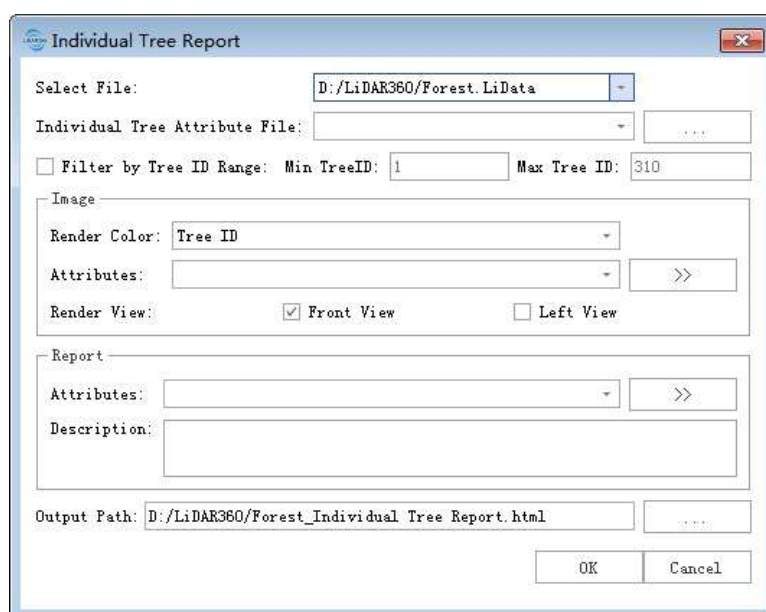 Individual Tree Report
Select File: D:/LiDAR360/Forest.LiData
Individual Tree Attribute File: ...
Filter by Tree ID Range: Min TreeID: 1 Max Tree ID: 310
Image
Render Color: Tree ID
Attributes: >>
Render View: Front View Left View
Report
Attributes: >>
Description:
Output Path: D:/LiDAR360/Forest_Individual Tree Report.html ...
OK Cancel